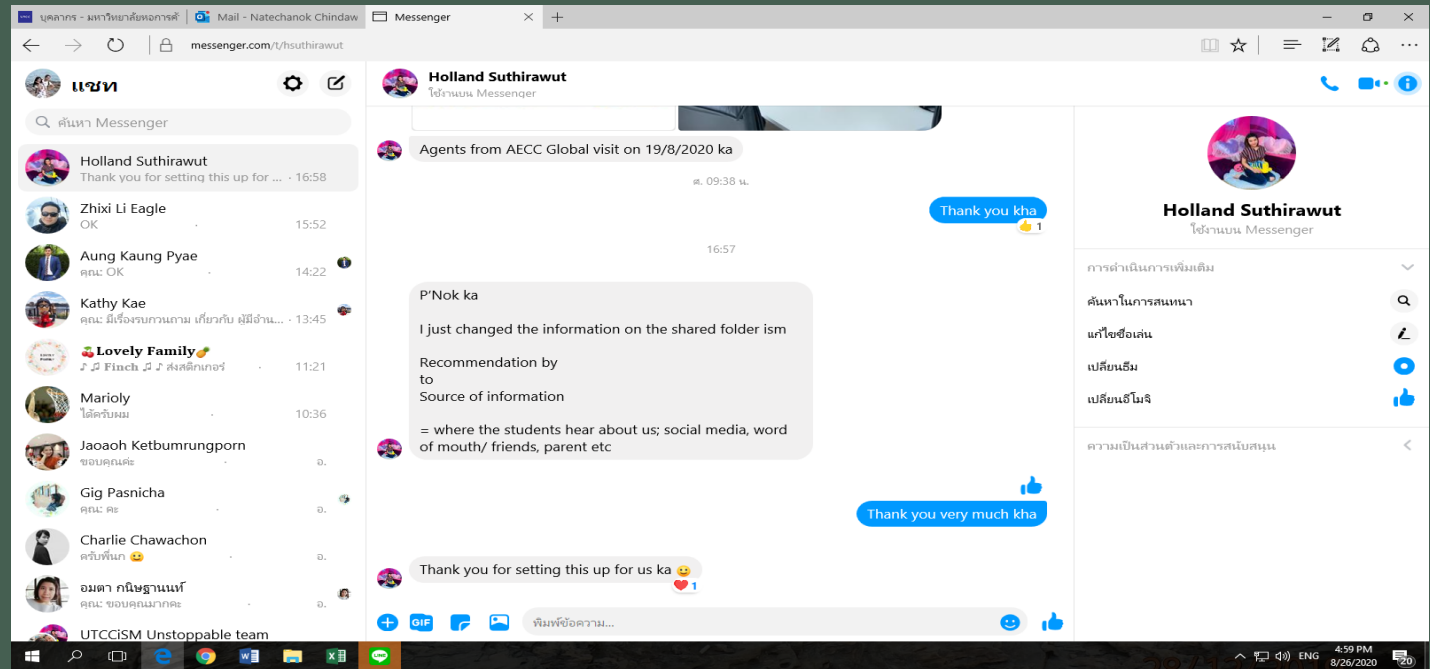 บุคลากร - มหาวิทยาลัยหอการค้
Mail - Natechanok Chindaw
Messenger
messenger.com/t/hsuthirawut
แชท
ค้นหา Messenger
Holland Suthirawut
Thank you for setting this up for ... · 16:58
Zhixi Li Eagle
OK · 15:52
Aung Kaung Pyae
คุณ: OK · 14:22
Kathy Kae
คุณ: มีเรื่องรบกวนถาม เกี่ยวกับ ผู้มีอำน... · 13:45
🍒Lovely Family🍍
♪ ♫ Finch ♫ ♪ ส่งสติกเกอร์ · 11:21
Marioly
ได้ครับผม · 10:36
Jaoaoh Ketbumrungporn
ขอบคุณค่ะ · อ.
Gig Pasnicha
คุณ: คะ · อ.
Charlie Chawachon
ครับพี่นก 😀 · อ.
อมตา กนิษฐานนท์
คุณ: ขอบคุณมากคะ · อ.
UTCCiSM Unstoppable team
Holland Suthirawut
ใช้งานบน Messenger
Agents from AECC Global visit on 19/8/2020 ka
ศ. 09:38 น.
Thank you kha
👍 1
16:57
P'Nok ka
I just changed the information on the shared folder ism
Recommendation by
to
Source of information
= where the students hear about us; social media, word
of mouth/ friends, parent etc
Thank you very much kha
Thank you for setting this up for us ka 😀
❤ 1
GIF
พิมพ์ข้อความ...
Holland Suthirawut
ใช้งานบน Messenger
การดำเนินการเพิ่มเติม
ค้นหาในการสนทนา
แก้ไขชื่อเล่น
เปลี่ยนธีม
เปลี่ยนอีโมจิ
ความเป็นส่วนตัวและการสนับสนุน
LINE
ENG
4:59 PM
8/26/2020
20